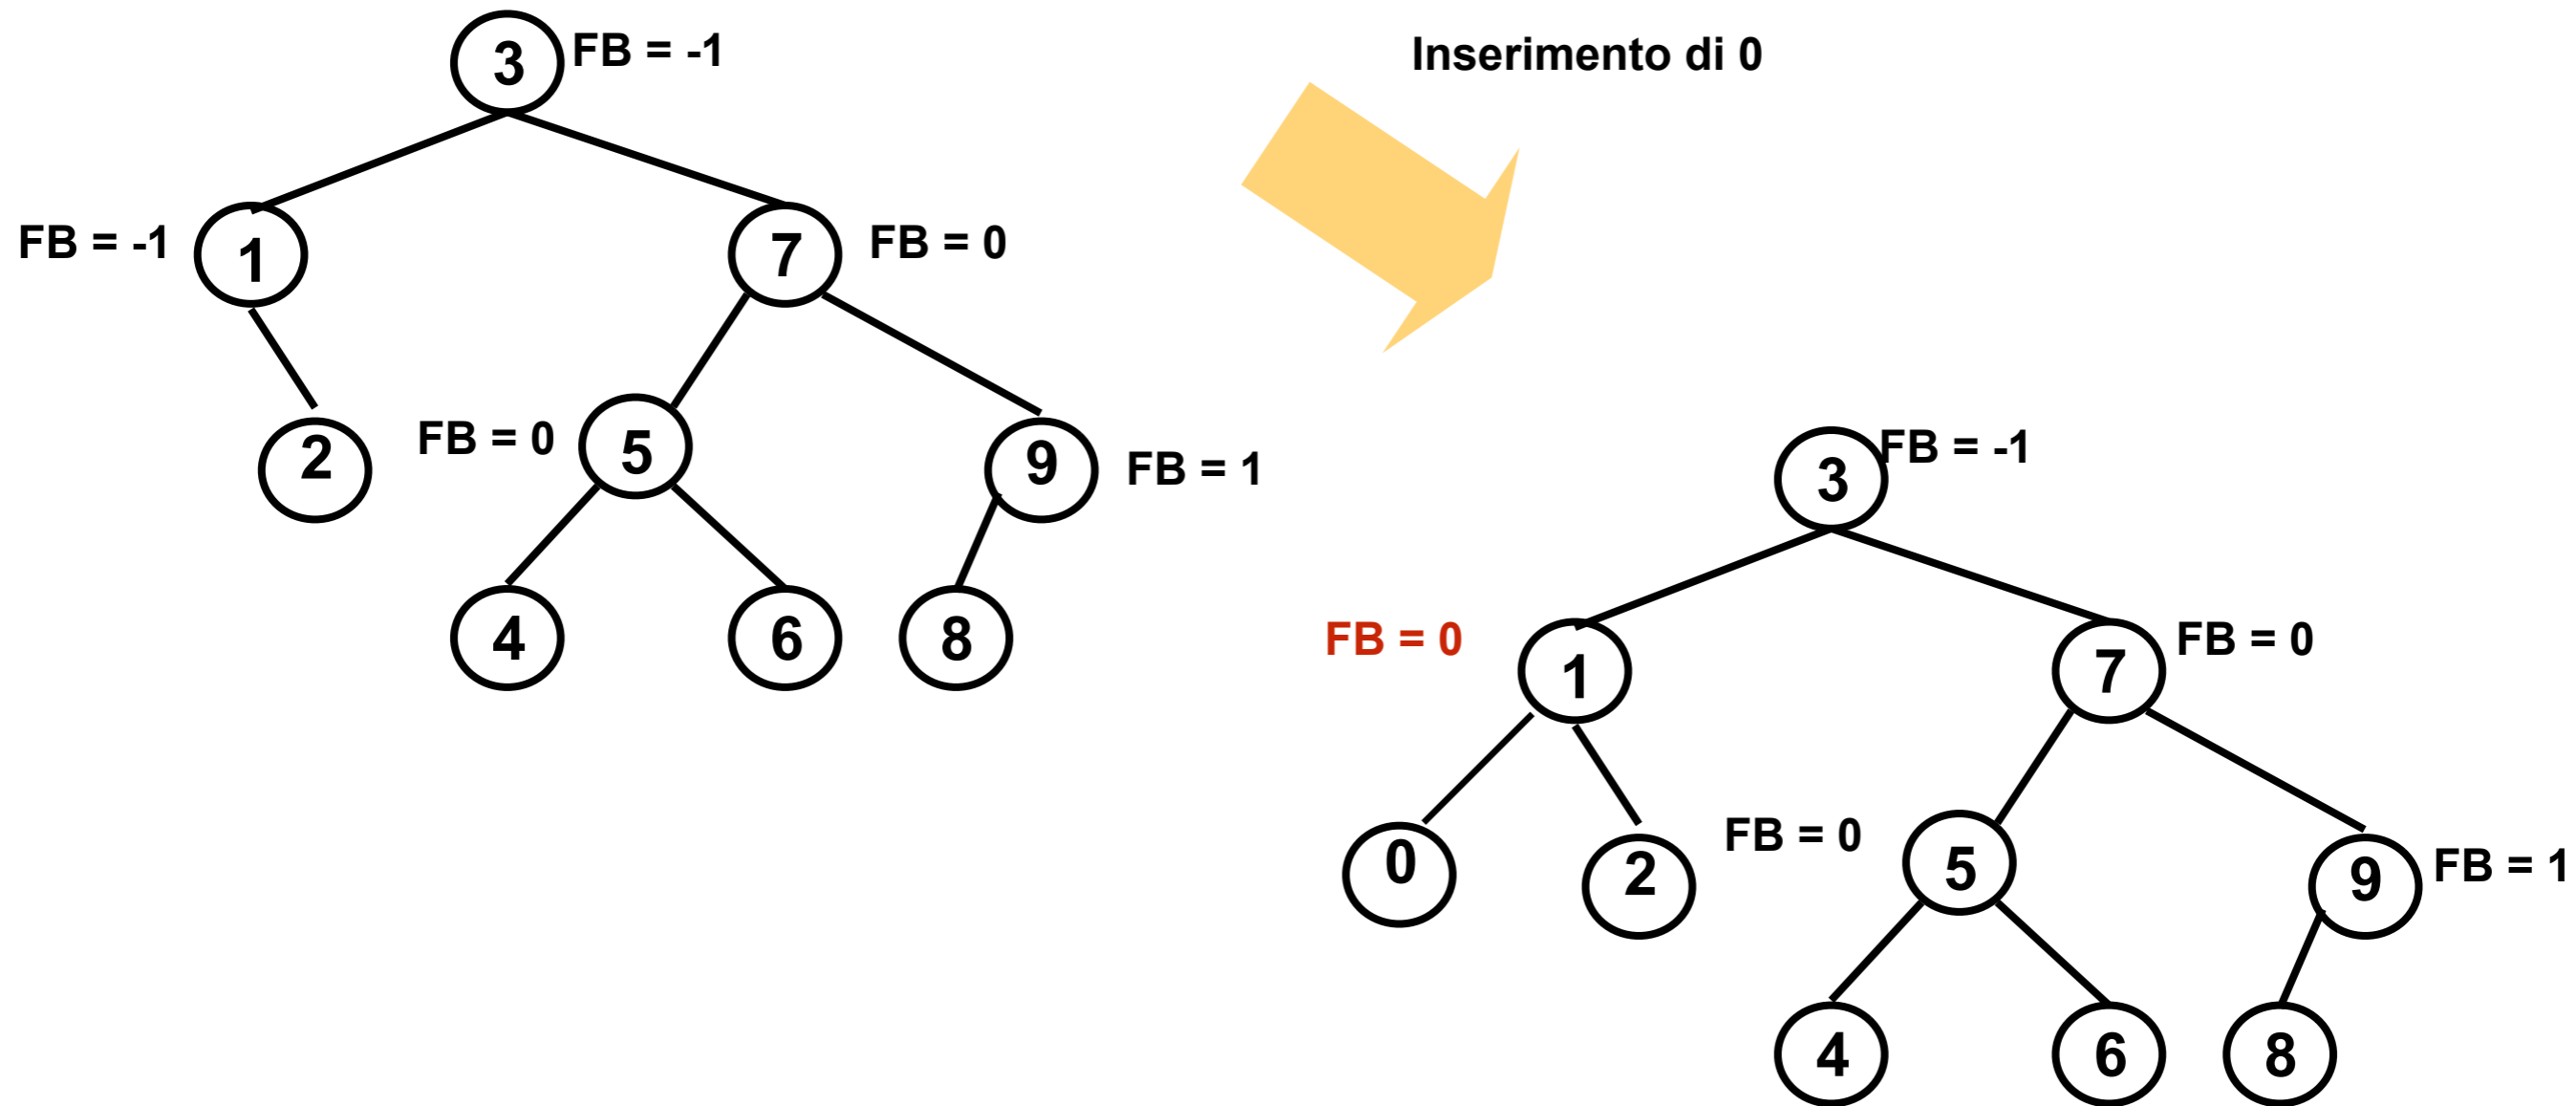 3 FB = -1
FB = -1 1 7 FB = 0
2 FB = 0 5 9 FB = 1
4 6 8
Inserimento di 0
3 FB = -1
FB = 0 1 7 FB = 0
0 2 FB = 0 5 9 FB = 1
4 6 8